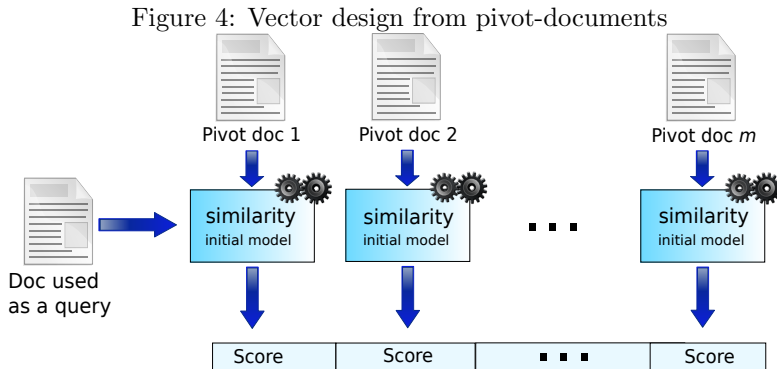 Figure 4: Vector design from pivot-documents
Pivot doc 1
Pivot doc 2
Pivot doc m
similarity
initial model
similarity
initial model
. . .
similarity
initial model
Doc used
as a query
Score
Score
. . .
Score